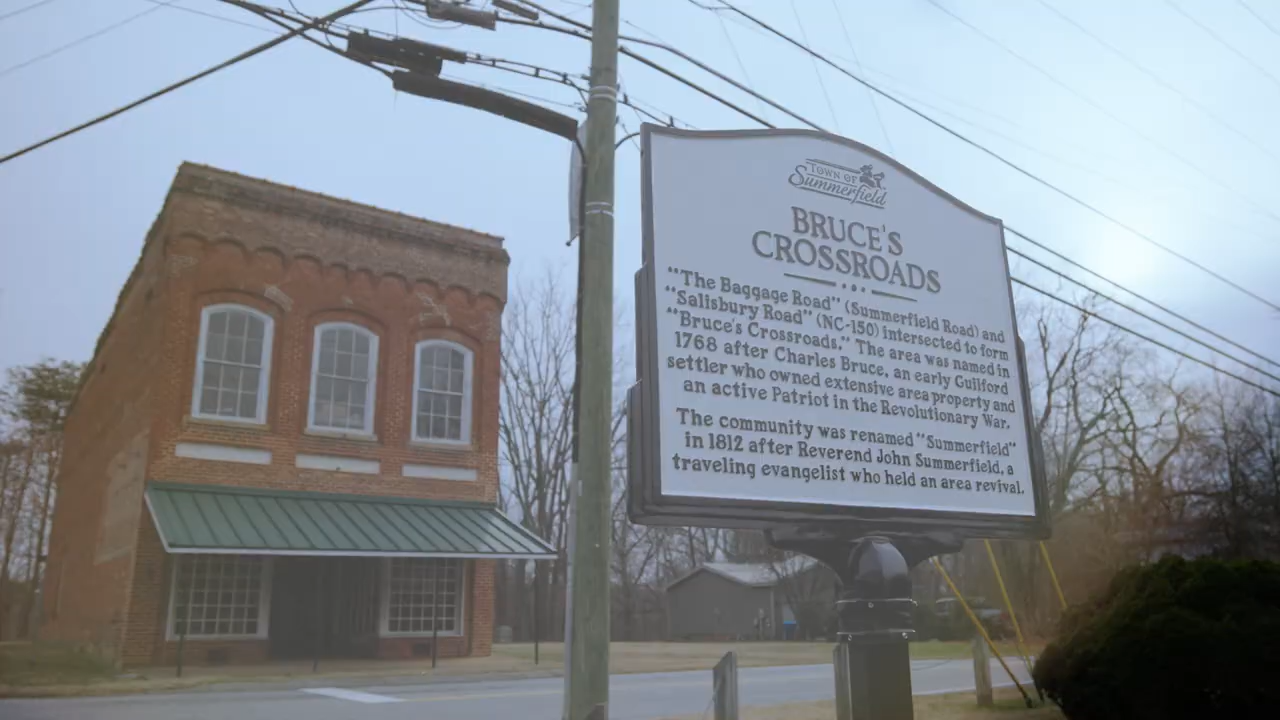 TOWN OF
Summerfield
BRUCE'S
CROSSROADS
"The Baggage Road" (Summerfield Road) and
"Salisbury Road" (NC-150) intersected to form
"Bruce's Crossroads." The area was named in
1768 after Charles Bruce, an early Guilford
settler who owned extensive area property and
an active Patriot in the Revolutionary War.
The community was renamed "Summerfield"
in 1812 after Reverend John Summerfield, a
traveling evangelist who held an area revival.